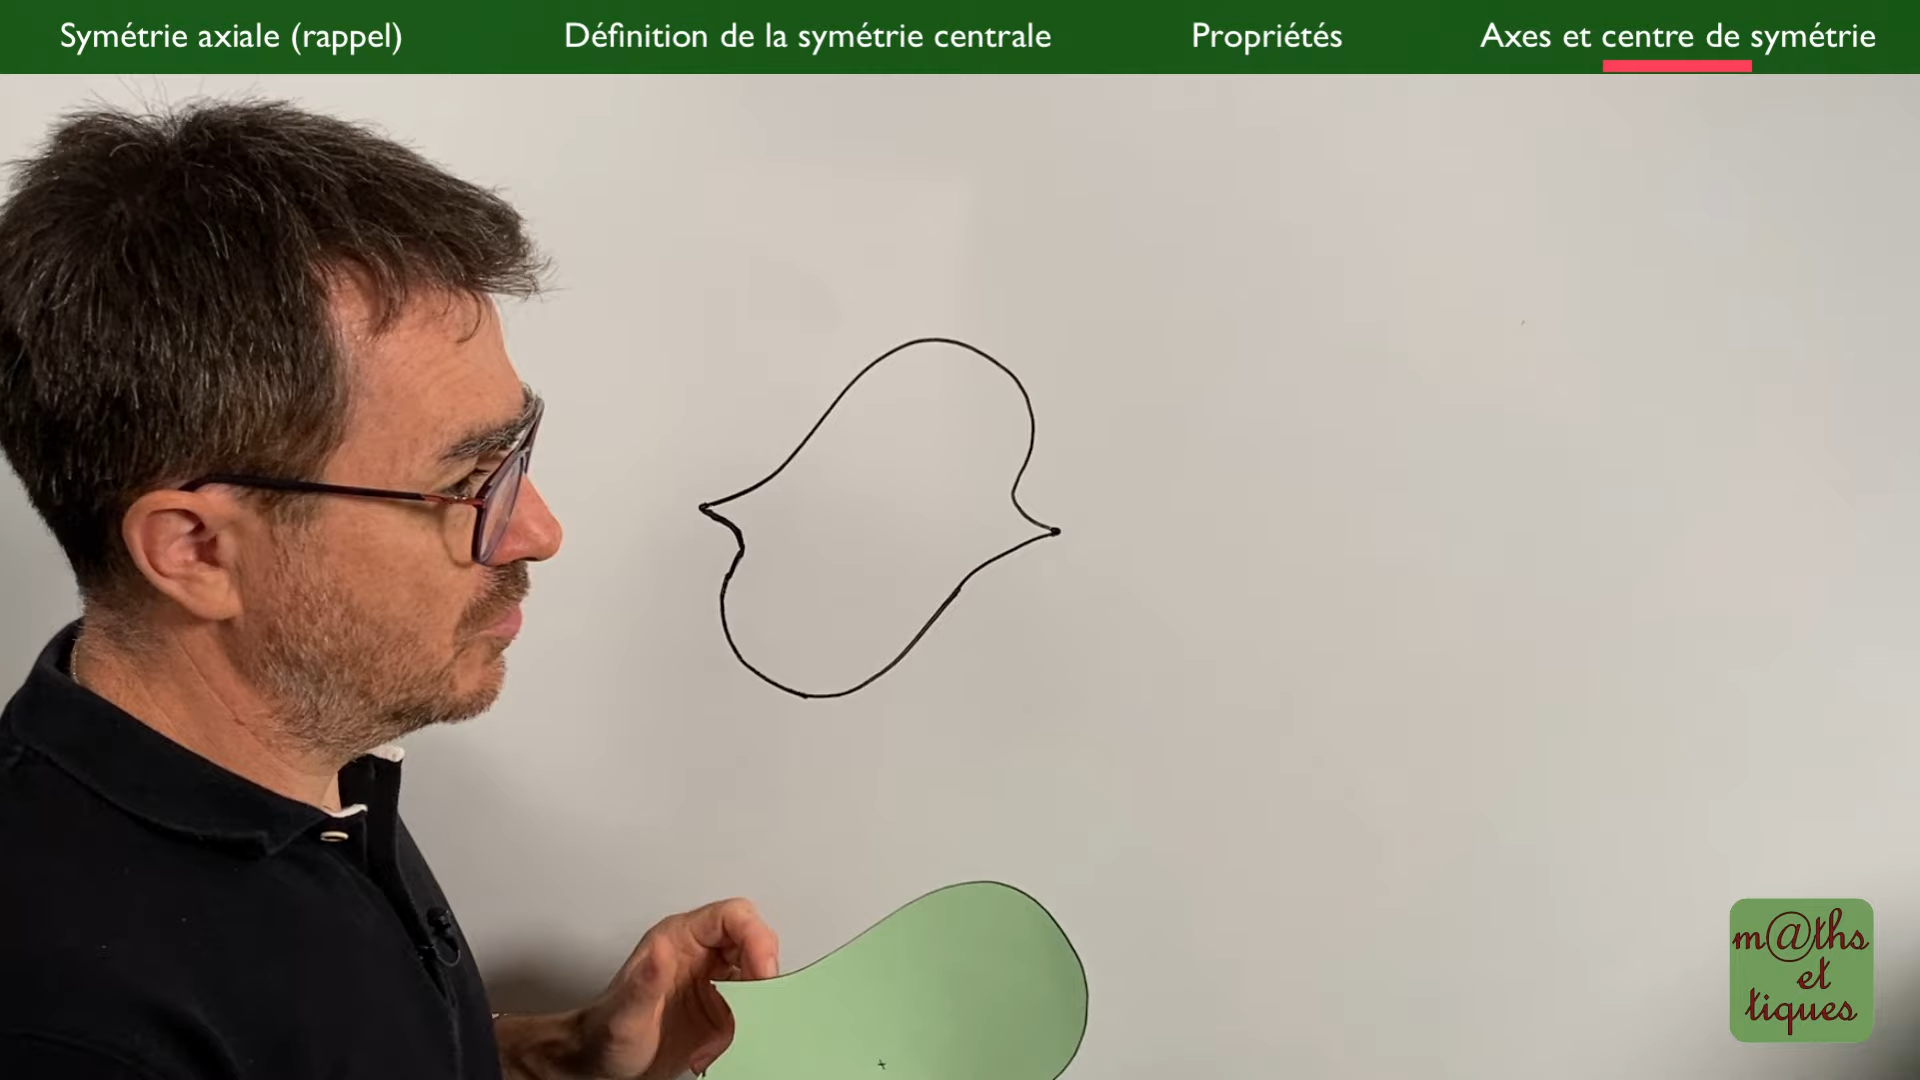 Symétrie axiale (rappel)
Définition de la symétrie centrale
Propriétés
Axes et centre de symétrie
m@ths
et
tiques